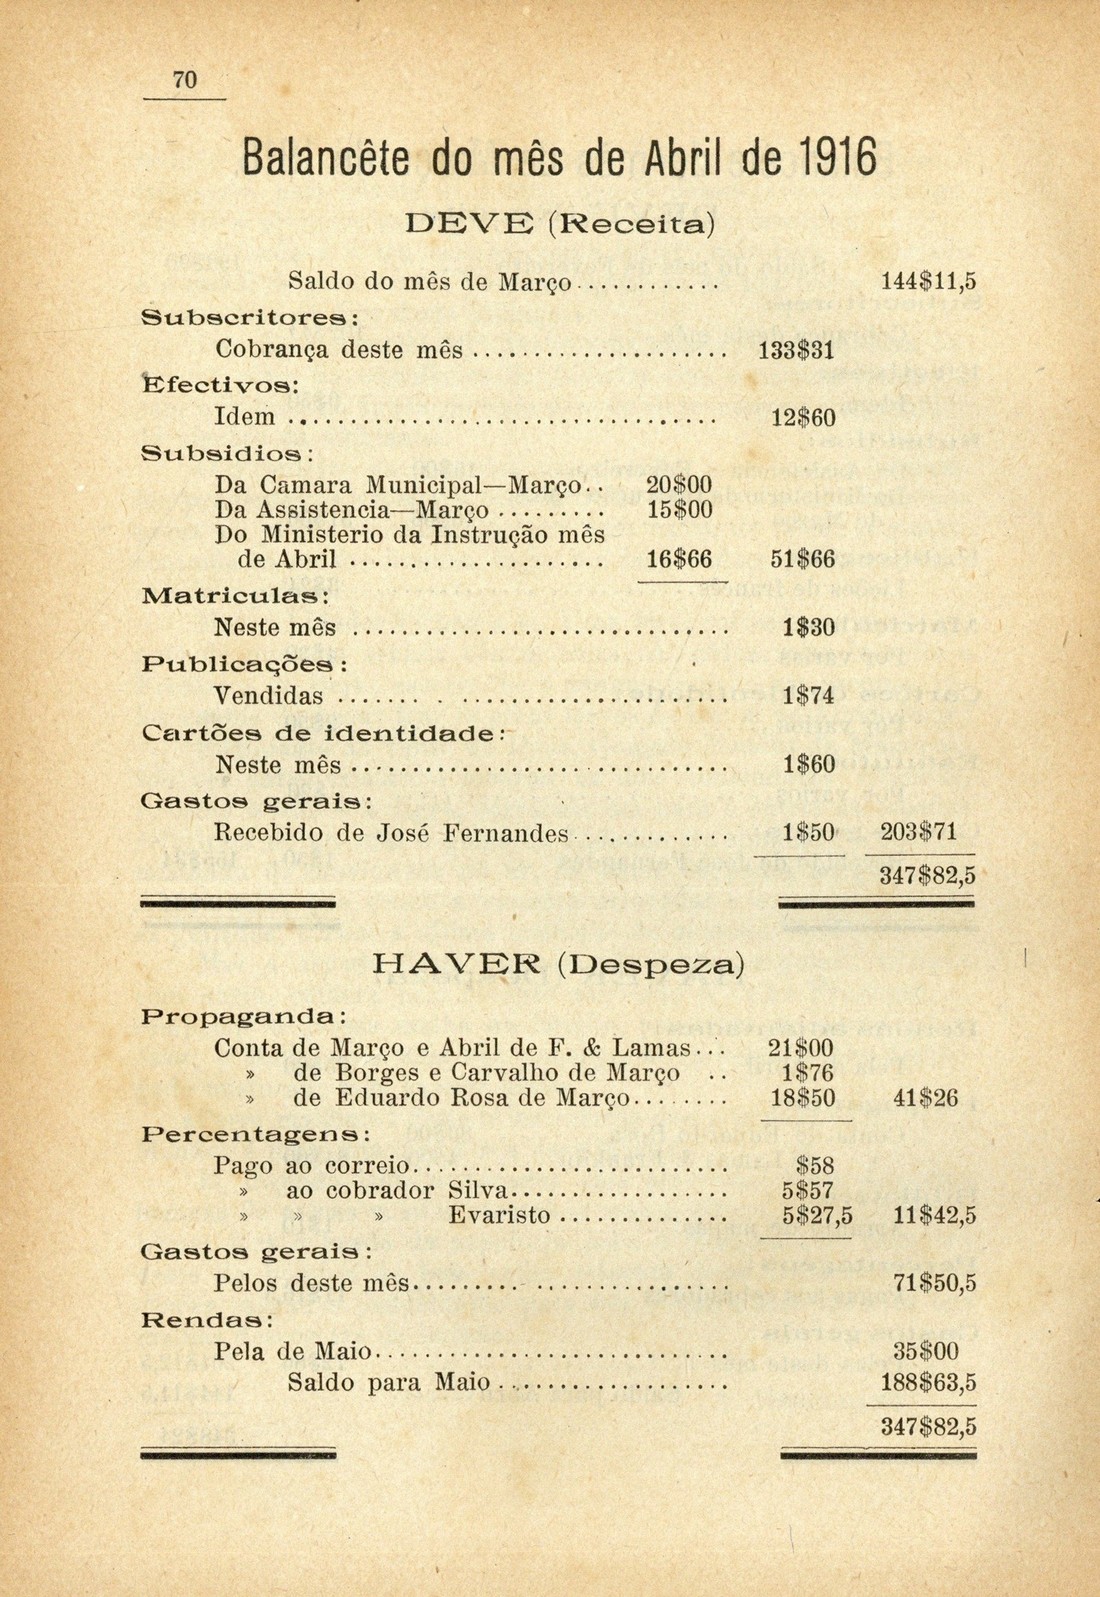 70
Balancête do mês de Abril de 1916
DEVE (Receita)
Saldo do mês de Março............ 144$11,5
Subscritores:
Cobrança deste mês ..................... 133$31
Efectivos:
Idem ................................... 12$60
Subsidios:
Da Camara Municipal—Março.. 20$00
Da Assistencia—Março ......... 15$00
Do Ministerio da Instrução mês
de Abril ..................... 16$66 51$66
Matriculas:
Neste mês ............................... 1$30
Publicações:
Vendidas ....... . ...................... 1$74
Cartões de identidade:
Neste mês ............................... 1$60
Gastos gerais:
Recebido de José Fernandes............. 1$50 203$71
347$82,5
HAVER (Despeza)
Propaganda:
Conta de Março e Abril de F. & Lamas... 21$00
» de Borges e Carvalho de Março .. 1$76
» de Eduardo Rosa de Março........ 18$50 41$26
Percentagens:
Pago ao correio.......................... $58
» ao cobrador Silva.................. 5$57
» » » Evaristo .............. 5$27,5 11$42,5
Gastos gerais:
Pelos deste mês......... ................ 71$50,5
Rendas:
Pela de Maio............................. 35$00
Saldo para Maio ................... 188$63,5
347$82,5